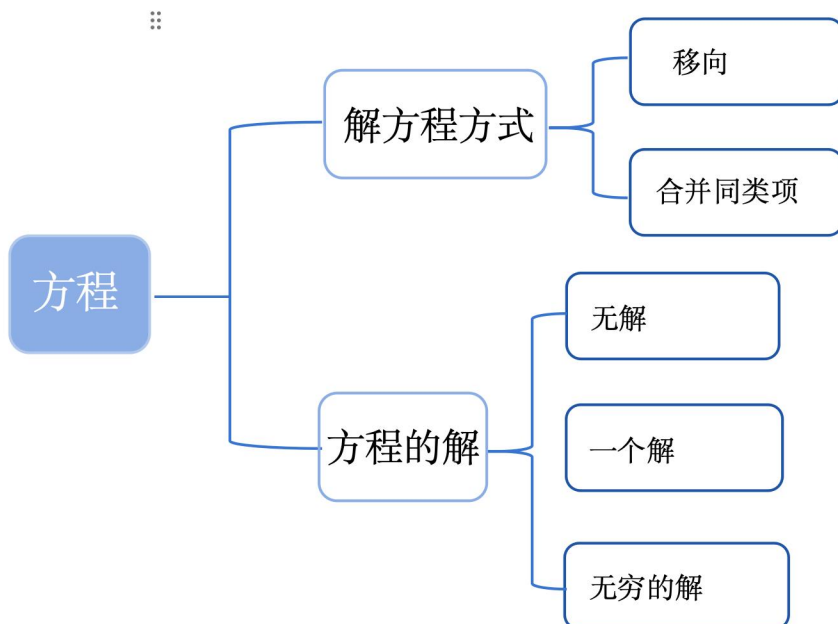 方程
解方程方式
移向
合并同类项
方程的解
无解
一个解
无穷的解